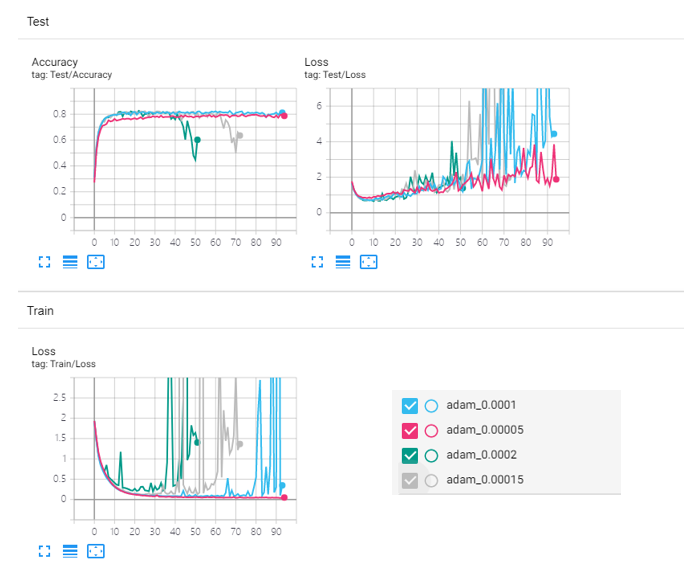 Test
Accuracy
tag: Test/Accuracy
0.8
0.6
0.4
0.2
0
0 10 20 30 40 50 60 70 80 90
Loss
tag: Test/Loss
6
4
2
0
0 10 20 30 40 50 60 70 80 90
Train
Loss
tag: Train/Loss
2.5
2
1.5
1
0.5
0
0 10 20 30 40 50 60 70 80 90
adam_0.0001
adam_0.00005
adam_0.0002
adam_0.00015